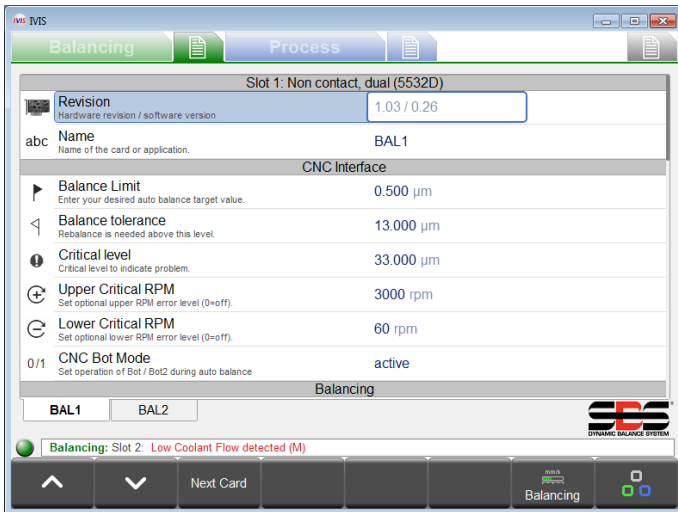 IVIS IVIS
Balancing
Process
Slot 1: Non contact, dual (5532D)
Revision
Hardware revision / software version
1.03 / 0.26
abc
Name
Name of the card or application.
BAL1
CNC Interface
Balance Limit
Enter your desired auto balance target value.
0.500 µm
Balance tolerance
Rebalance is needed above this level.
13.000 µm
Critical level
Critical level to indicate problem.
33.000 µm
Upper Critical RPM
Set optional upper RPM error level (0=off).
3000 rpm
Lower Critical RPM
Set optional lower RPM error level (0=off).
60 rpm
0/1
CNC Bot Mode
Set operation of Bot / Bot2 during auto balance
active
Balancing
BAL1
BAL2
SBS
DYNAMIC BALANCE SYSTEM
Balancing: Slot 2: Low Coolant Flow detected (M)
Next Card
mm/s
Balancing